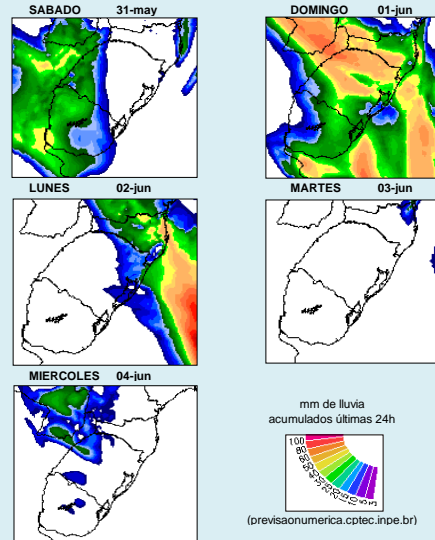 SABADO 31-may
DOMINGO 01-jun
LUNES 02-jun
MARTES 03-jun
MIERCOLES 04-jun
mm de lluvia
acumulados últimas 24h
100
80
(previsaonumerica.cptec.inpe.br)